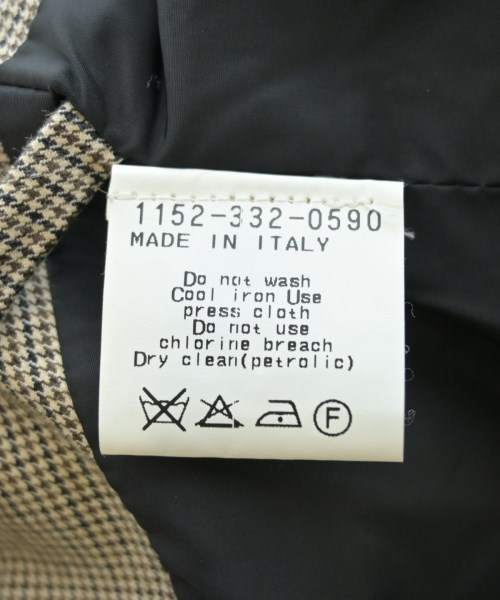 1152-332-0590
MADE IN ITALY
Do not wash
Cool iron Use
press cloth
Do not use
chlorine breach
Dry clean(petrolic)
F